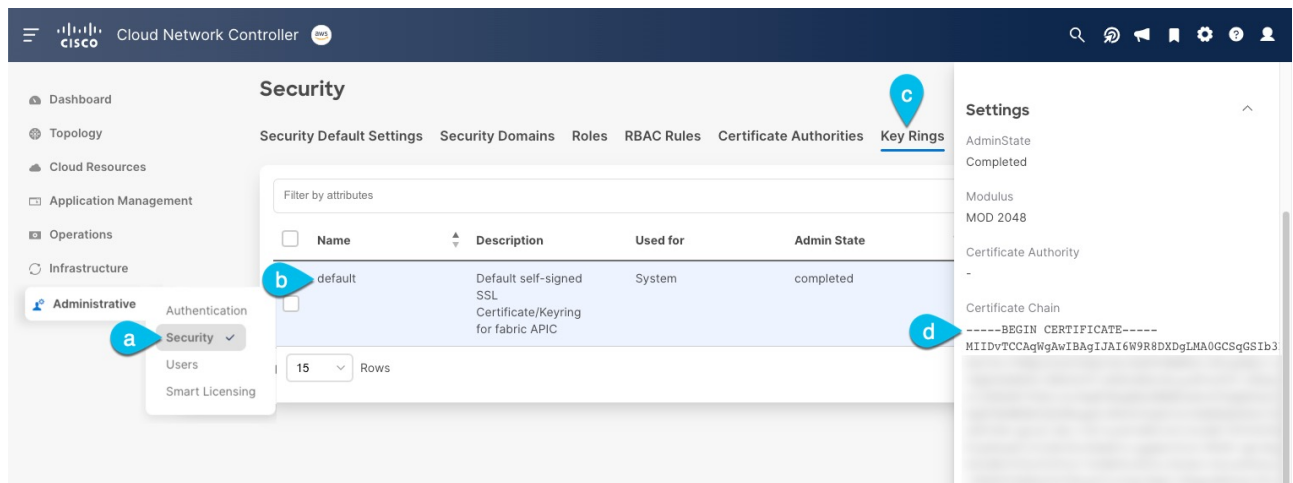 CISCO
Cloud Network Controller
aws
Dashboard
Topology
Cloud Resources
Application Management
Operations
Infrastructure
Administrative
Authentication
a
Security
Users
Smart Licensing
Security
c
Security Default Settings Security Domains Roles RBAC Rules Certificate Authorities Key Rings
Filter by attributes
Name Description Used for Admin State
b
default Default self-signed System completed
SSL
Certificate/Keyring
for fabric APIC
15 Rows
Settings
AdminState
Completed
Modulus
MOD 2048
Certificate Authority
-
Certificate Chain
d
-----BEGIN CERTIFICATE-----
MIIDvTCCAqWgAwIBAgIJAI6W9R8DXDgLMA0GCSqGSIb3